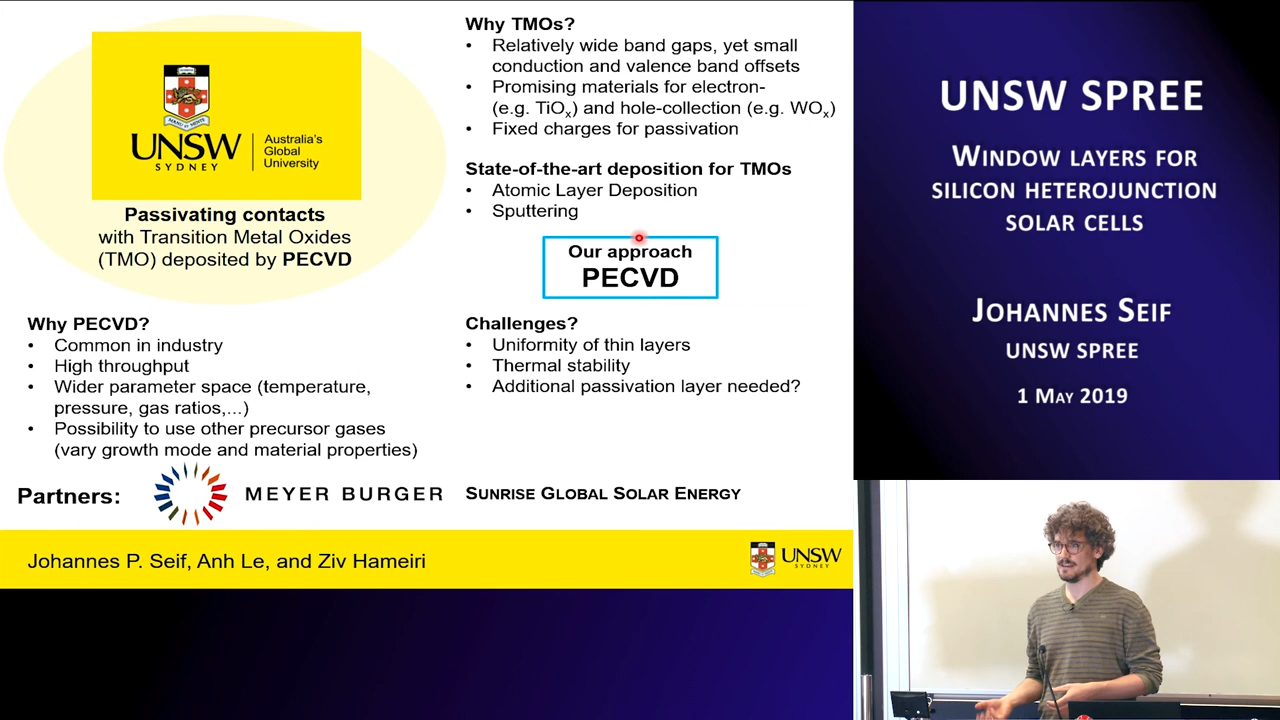 UNSW
SYDNEY
Australia's
Global
University
Passivating contacts
with Transition Metal Oxides
(TMO) deposited by PECVD
Why TMOs?
• Relatively wide band gaps, yet small
conduction and valence band offsets
• Promising materials for electron-
(e.g. TiOx) and hole-collection (e.g. WOx)
• Fixed charges for passivation
State-of-the-art deposition for TMOs
• Atomic Layer Deposition
• Sputtering
Our approach
PECVD
Why PECVD?
• Common in industry
• High throughput
• Wider parameter space (temperature,
pressure, gas ratios,...)
• Possibility to use other precursor gases
(vary growth mode and material properties)
Challenges?
• Uniformity of thin layers
• Thermal stability
• Additional passivation layer needed?
Partners:
MEYER BURGER
SUNRISE GLOBAL SOLAR ENERGY
Johannes P. Seif, Anh Le, and Ziv Hameiri
UNSW
SYDNEY
UNSW SPREE
WINDOW LAYERS FOR
SILICON HETEROJUNCTION
SOLAR CELLS
JOHANNES SEIF
UNSW SPREE
1 MAY 2019